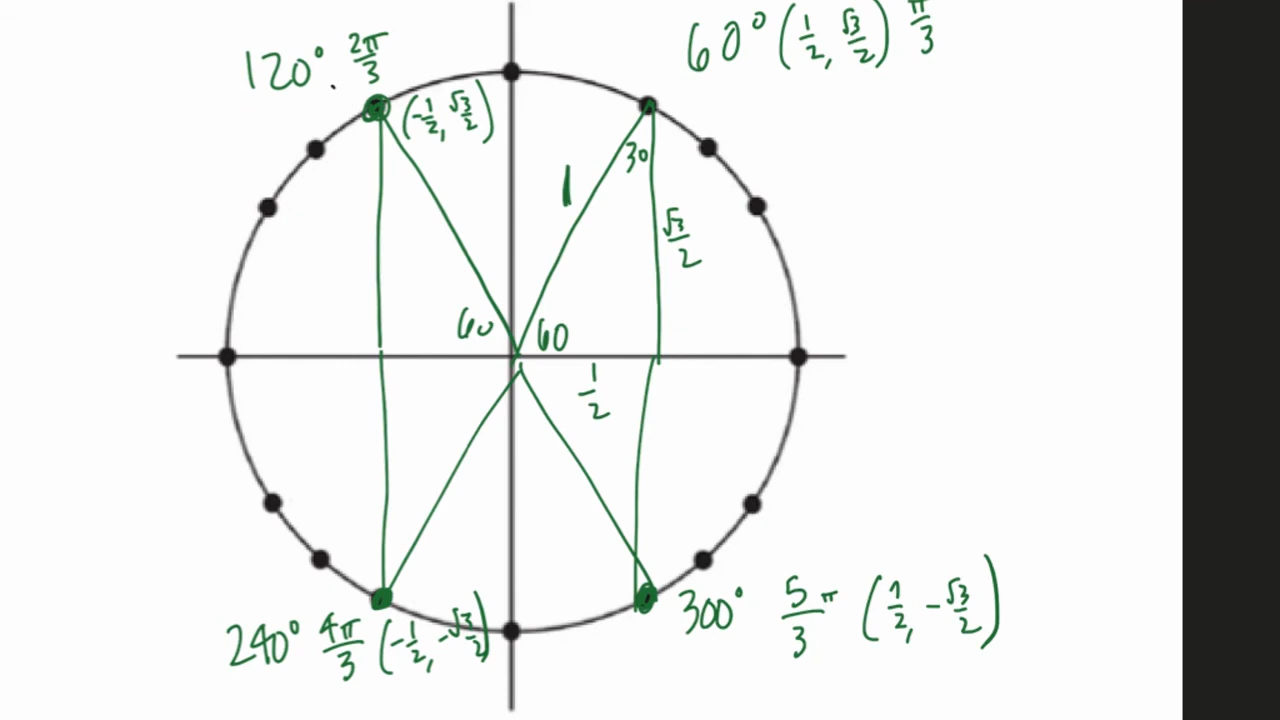 60° (1/2, √3/2) π/3
120° 2π/3
(-1/2, √3/2)
30
1
√3/2
60
60
1/2
300° 5/3 π (1/2, -√3/2)
240° 4π/3 (-1/2, -√3/2)